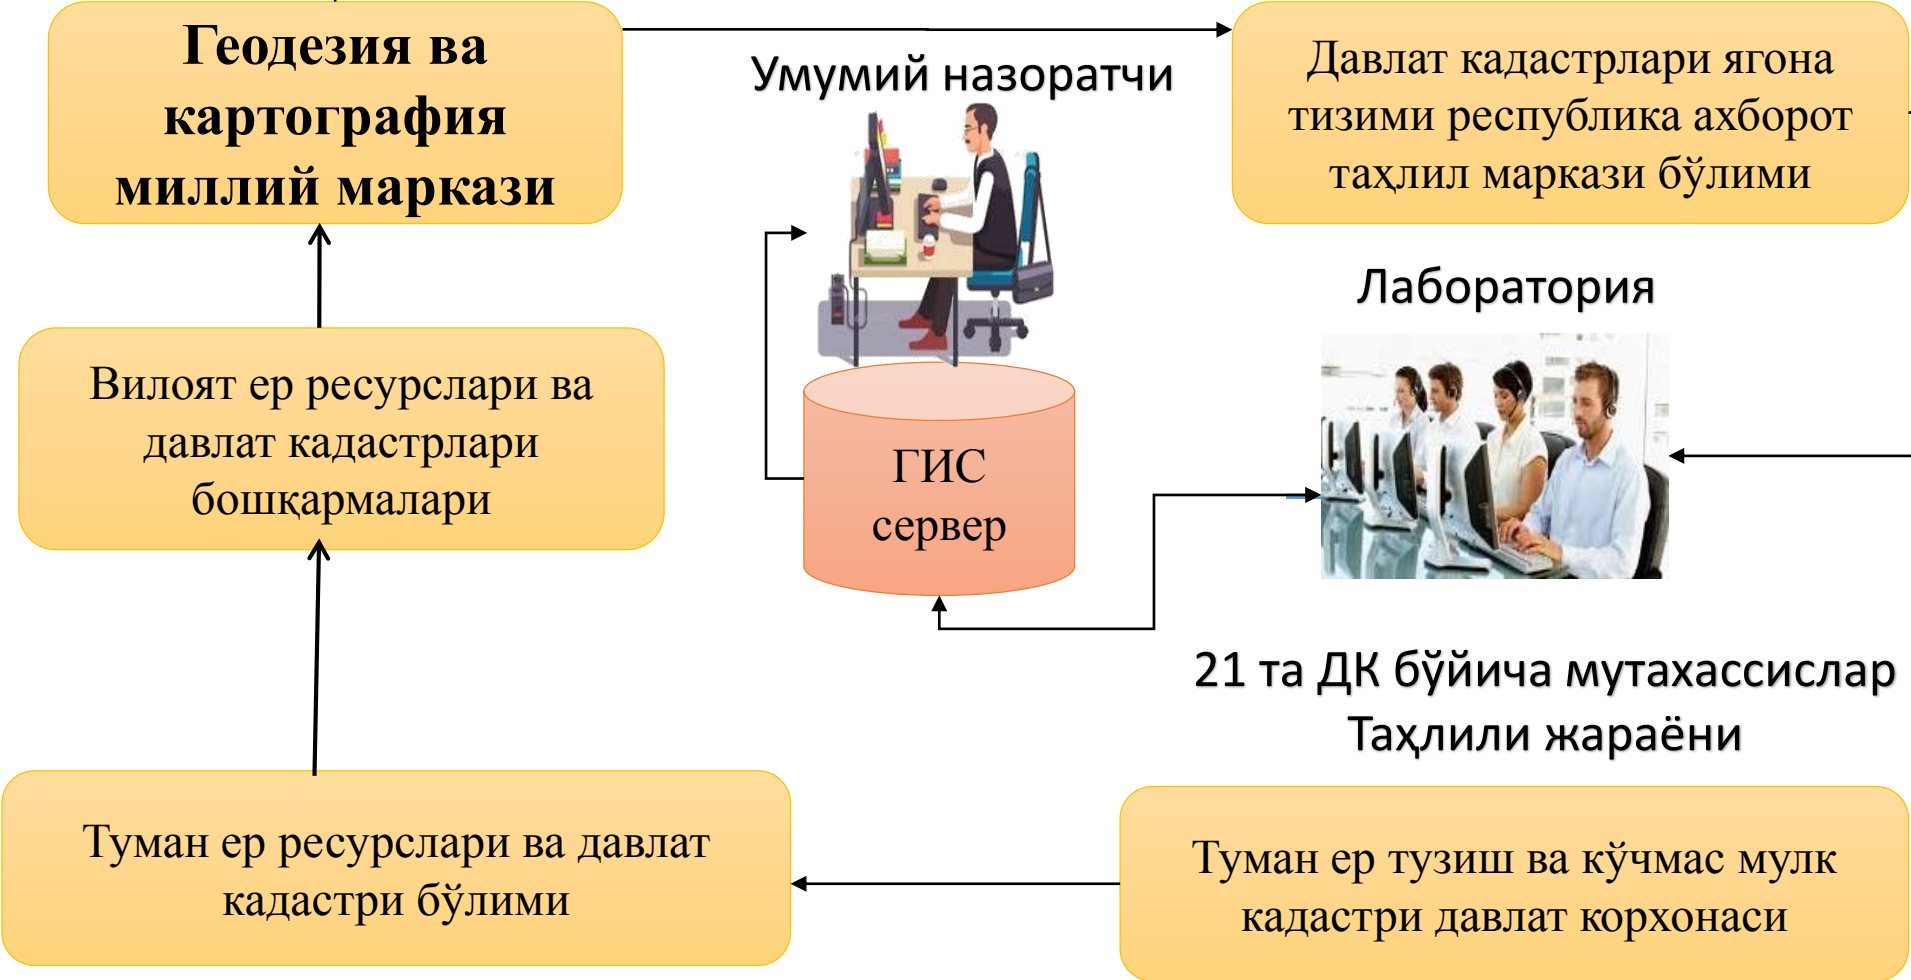 Геодезия ва
картография
миллий маркази
Умумий назоратчи
Давлат кадастрлари ягона
тизими республика ахборот
таҳлил маркази бўлими
Лаборатория
Вилоят ер ресурслари ва
давлат кадастрлари
бошқармалари
ГИС
сервер
21 та ДК бўйича мутахассислар
Таҳлили жараёни
Туман ер ресурслари ва давлат
кадастри бўлими
Туман ер тузиш ва кўчмас мулк
кадастри давлат корхонаси